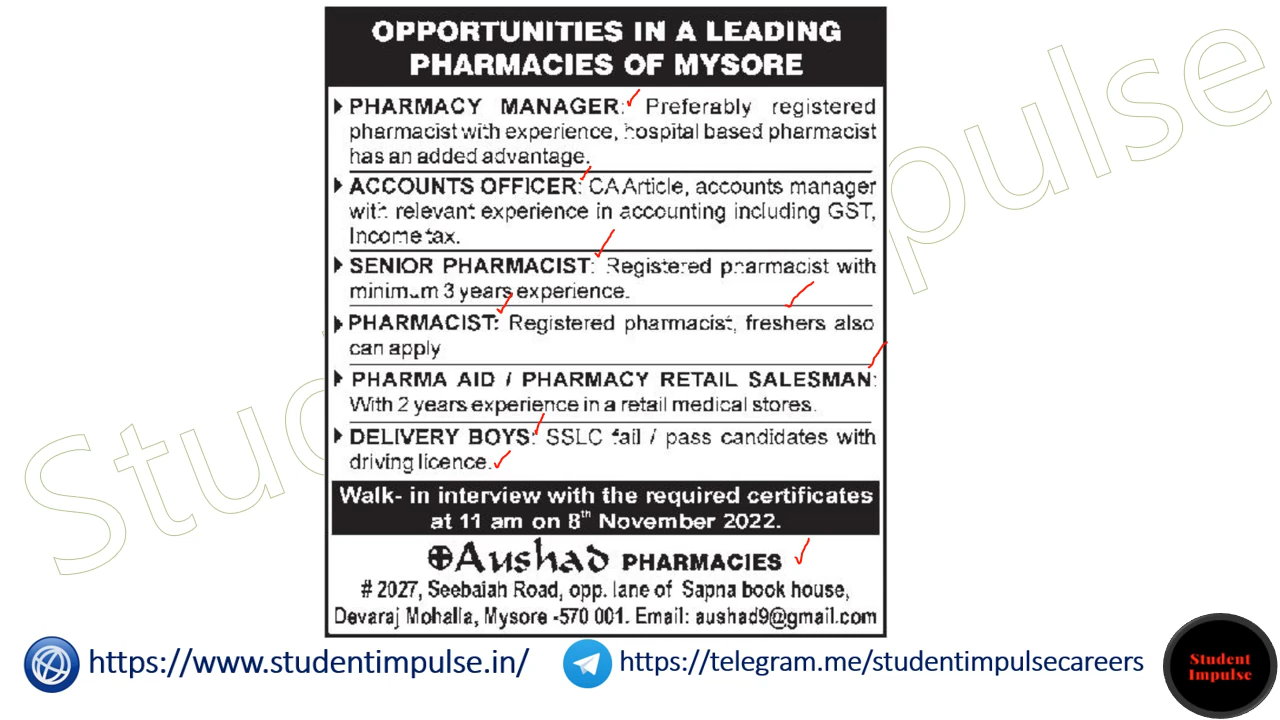 OPPORTUNITIES IN A LEADING
PHARMACIES OF MYSORE
PHARMACY MANAGER: Preferably registered
pharmacist with experience, hospital based pharmacist
has an added advantage.
ACCOUNTS OFFICER: CA Article, accounts manager
with relevant experience in accounting including GST,
Income tax.
SENIOR PHARMACIST: Registered pharmacist with
minimum 3 years experience.
PHARMACIST: Registered pharmacist, freshers also
can apply
PHARMA AID / PHARMACY RETAIL SALESMAN:
With 2 years experience in a retail medical stores.
DELIVERY BOYS: SSLC fail / pass candidates with
driving licence.
Walk- in interview with the required certificates
at 11 am on 8th November 2022.
Aushad PHARMACIES
# 2027, Seebaiah Road, opp. lane of Sapna book house,
Devaraj Mohalla, Mysore -570 001. Email: aushad9@gmail.com
Student Impulse
https://www.studentimpulse.in/
https://telegram.me/studentimpulsecareers
Student
Impulse